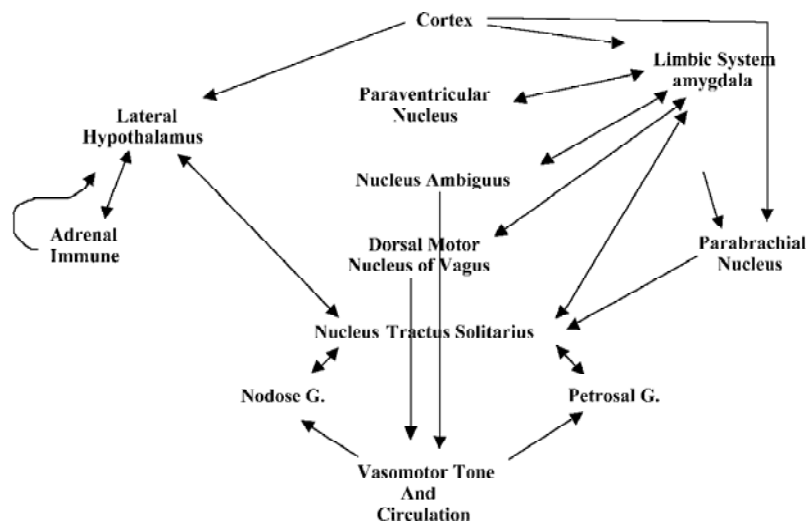 Cortex
Limbic System
amygdala
Paraventricular
Nucleus
Lateral
Hypothalamus
Nucleus Ambiguus
Adrenal
Immune
Dorsal Motor
Nucleus of Vagus
Parabrachial
Nucleus
Nucleus Tractus Solitarius
Nodose G.
Petrosal G.
Vasomotor Tone
And
Circulation